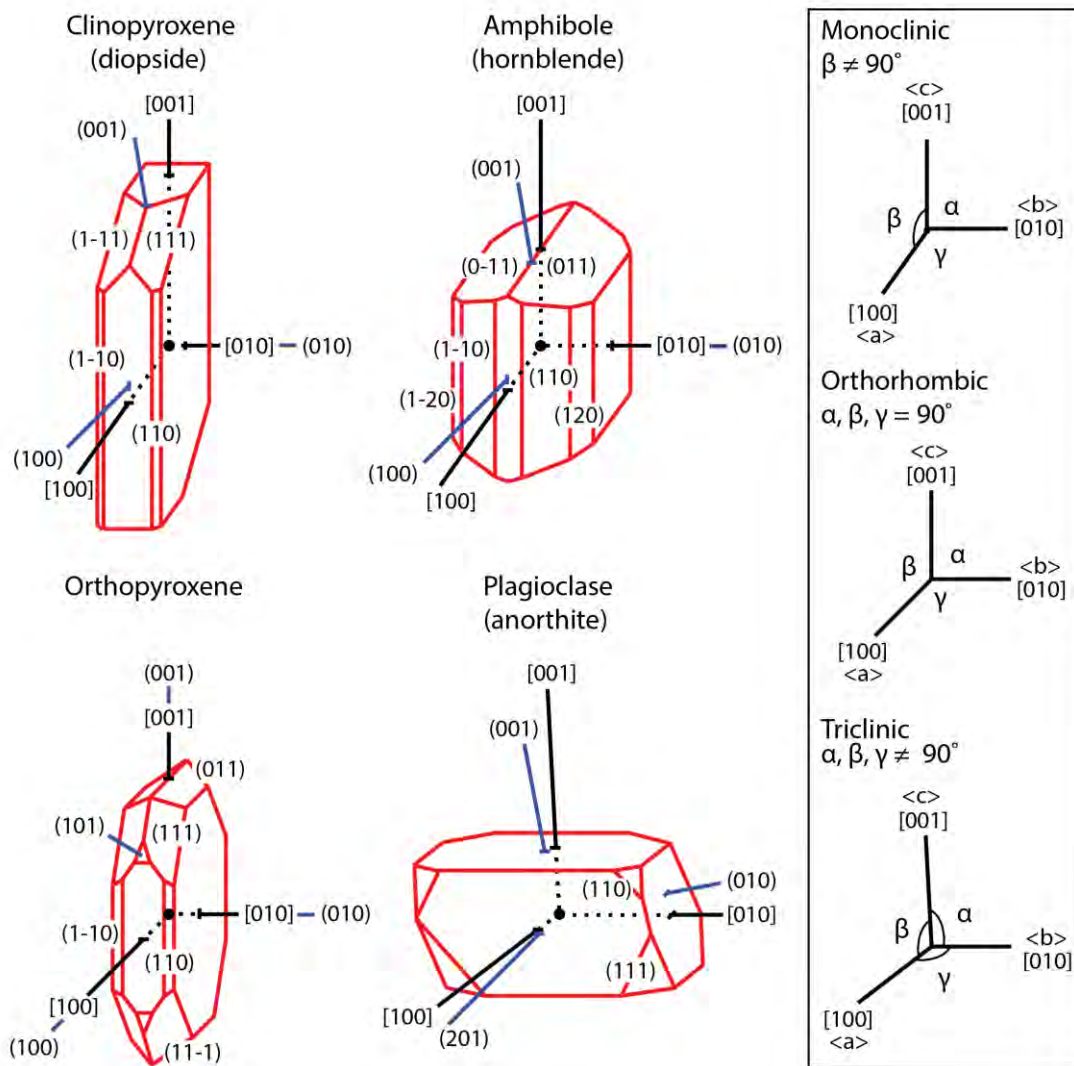 Clinopyroxene
(diopside)
[001]
(001)
(1-11)
(111)
(1-10)
[010]
(010)
(110)
(100)
[100]
Amphibole
(hornblende)
[001]
(001)
(0-11)
(011)
(1-10)
[010]
(010)
(110)
(1-20)
(120)
(100)
[100]
Orthopyroxene
(001)
[001]
(011)
(101)
(111)
[010]
(010)
(1-10)
(110)
[100]
(100)
(11-1)
Plagioclase
(anorthite)
[001]
(001)
(110)
(010)
[010]
(111)
[100]
(201)
Monoclinic
β ≠ 90°
<c>
[001]
β
α
γ
<b>
[010]
[100]
<a>
Orthorhombic
α, β, γ = 90°
<c>
[001]
β
α
γ
<b>
[010]
[100]
<a>
Triclinic
α, β, γ ≠ 90°
<c>
[001]
β
α
γ
<b>
[010]
[100]
<a>